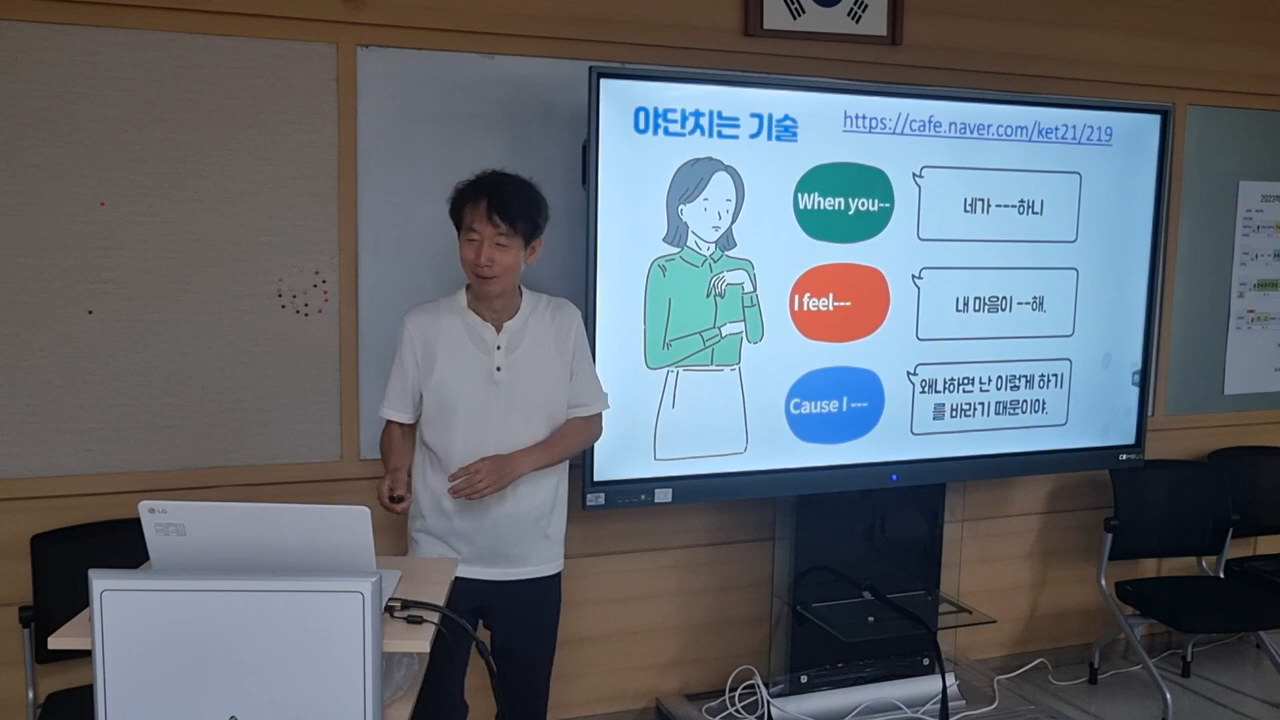 야단치는 기술
https://cafe.naver.com/ket21/219
When you--
네가 ---하니
I feel---
내 마음이 --해.
Cause I ---
왜냐하면 난 이렇게 하기
를 바라기 때문이야.
LG